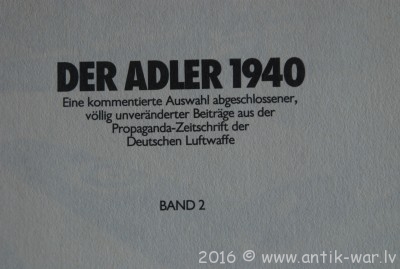 DER ADLER 1940
Eine kommentierte Auswahl abgeschlossener,
völlig unveränderter Beiträge aus der
Propaganda-Zeitschrift der
Deutschen Luftwaffe
BAND 2
2016 © www.antik-war.lv